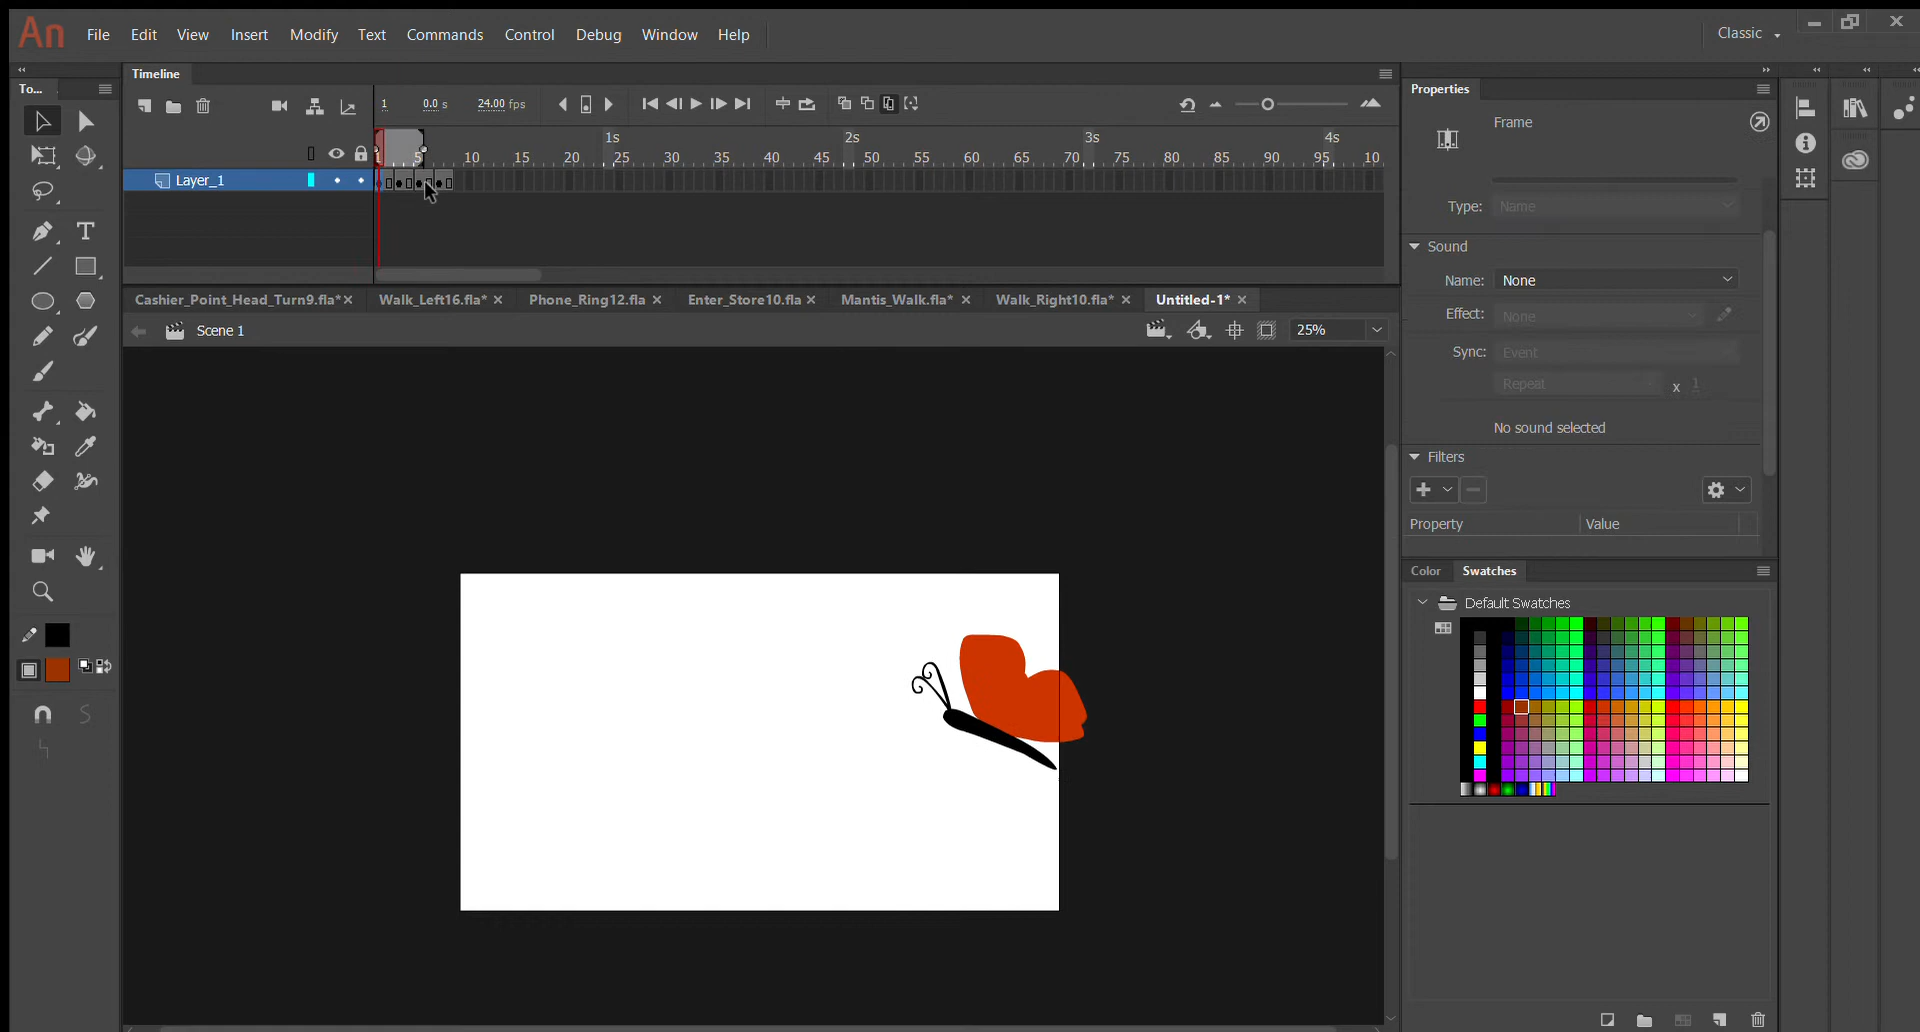 An File Edit View Insert Modify Text Commands Control Debug Window Help Classic
To... Timeline
Properties
1 0.0 s 24.00 fps
Frame
1s 2s 3s 4s
1 5 10 15 20 25 30 35 40 45 50 55 60 65 70 75 80 85 90 95 10
Layer_1
Type: Name
Sound
Name: None
Effect: None
Sync: Event
Repeat x 1
No sound selected
Filters
Property Value
Cashier_Point_Head_Turn9.fla* Walk_Left16.fla* Phone_Ring12.fla Enter_Store10.fla Mantis_Walk.fla* Walk_Right10.fla* Untitled-1*
Scene 1 25%
Color Swatches
Default Swatches